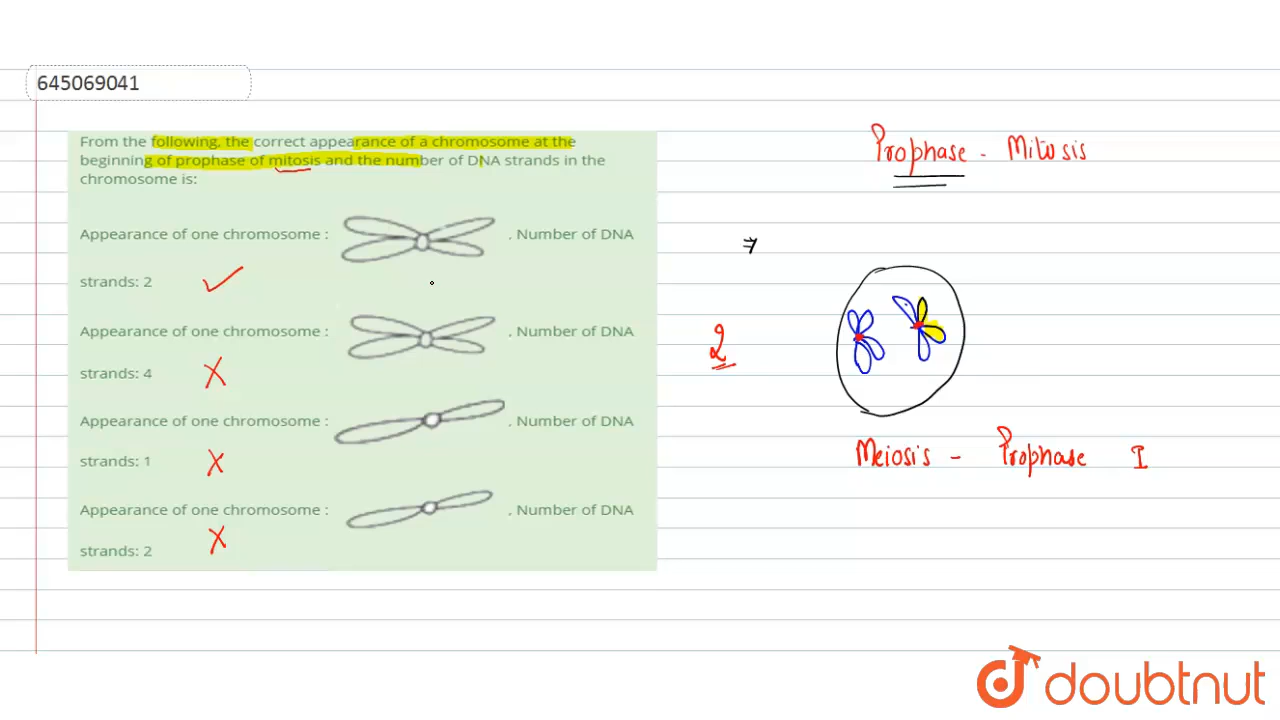 645069041
From the following, the correct appearance of a chromosome at the
beginning of prophase of mitosis and the number of DNA strands in the
chromosome is:
Appearance of one chromosome : . Number of DNA
strands: 2
Appearance of one chromosome : . Number of DNA
strands: 4
Appearance of one chromosome : . Number of DNA
strands: 1
Appearance of one chromosome : . Number of DNA
strands: 2
Prophase - Mitosis
2
Meiosis - Prophase I
doubtnut